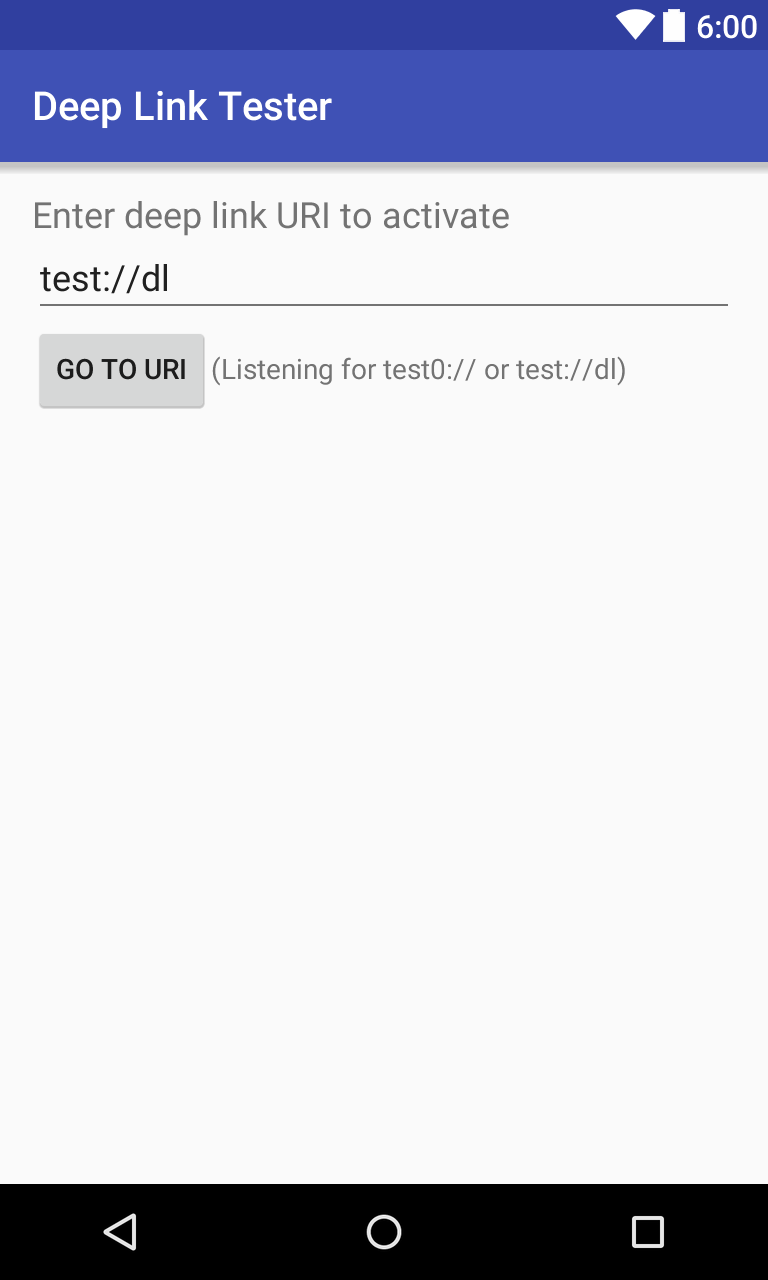 6:00
Deep Link Tester
Enter deep link URI to activate
test://dl
GO TO URI (Listening for test0:// or test://dl)